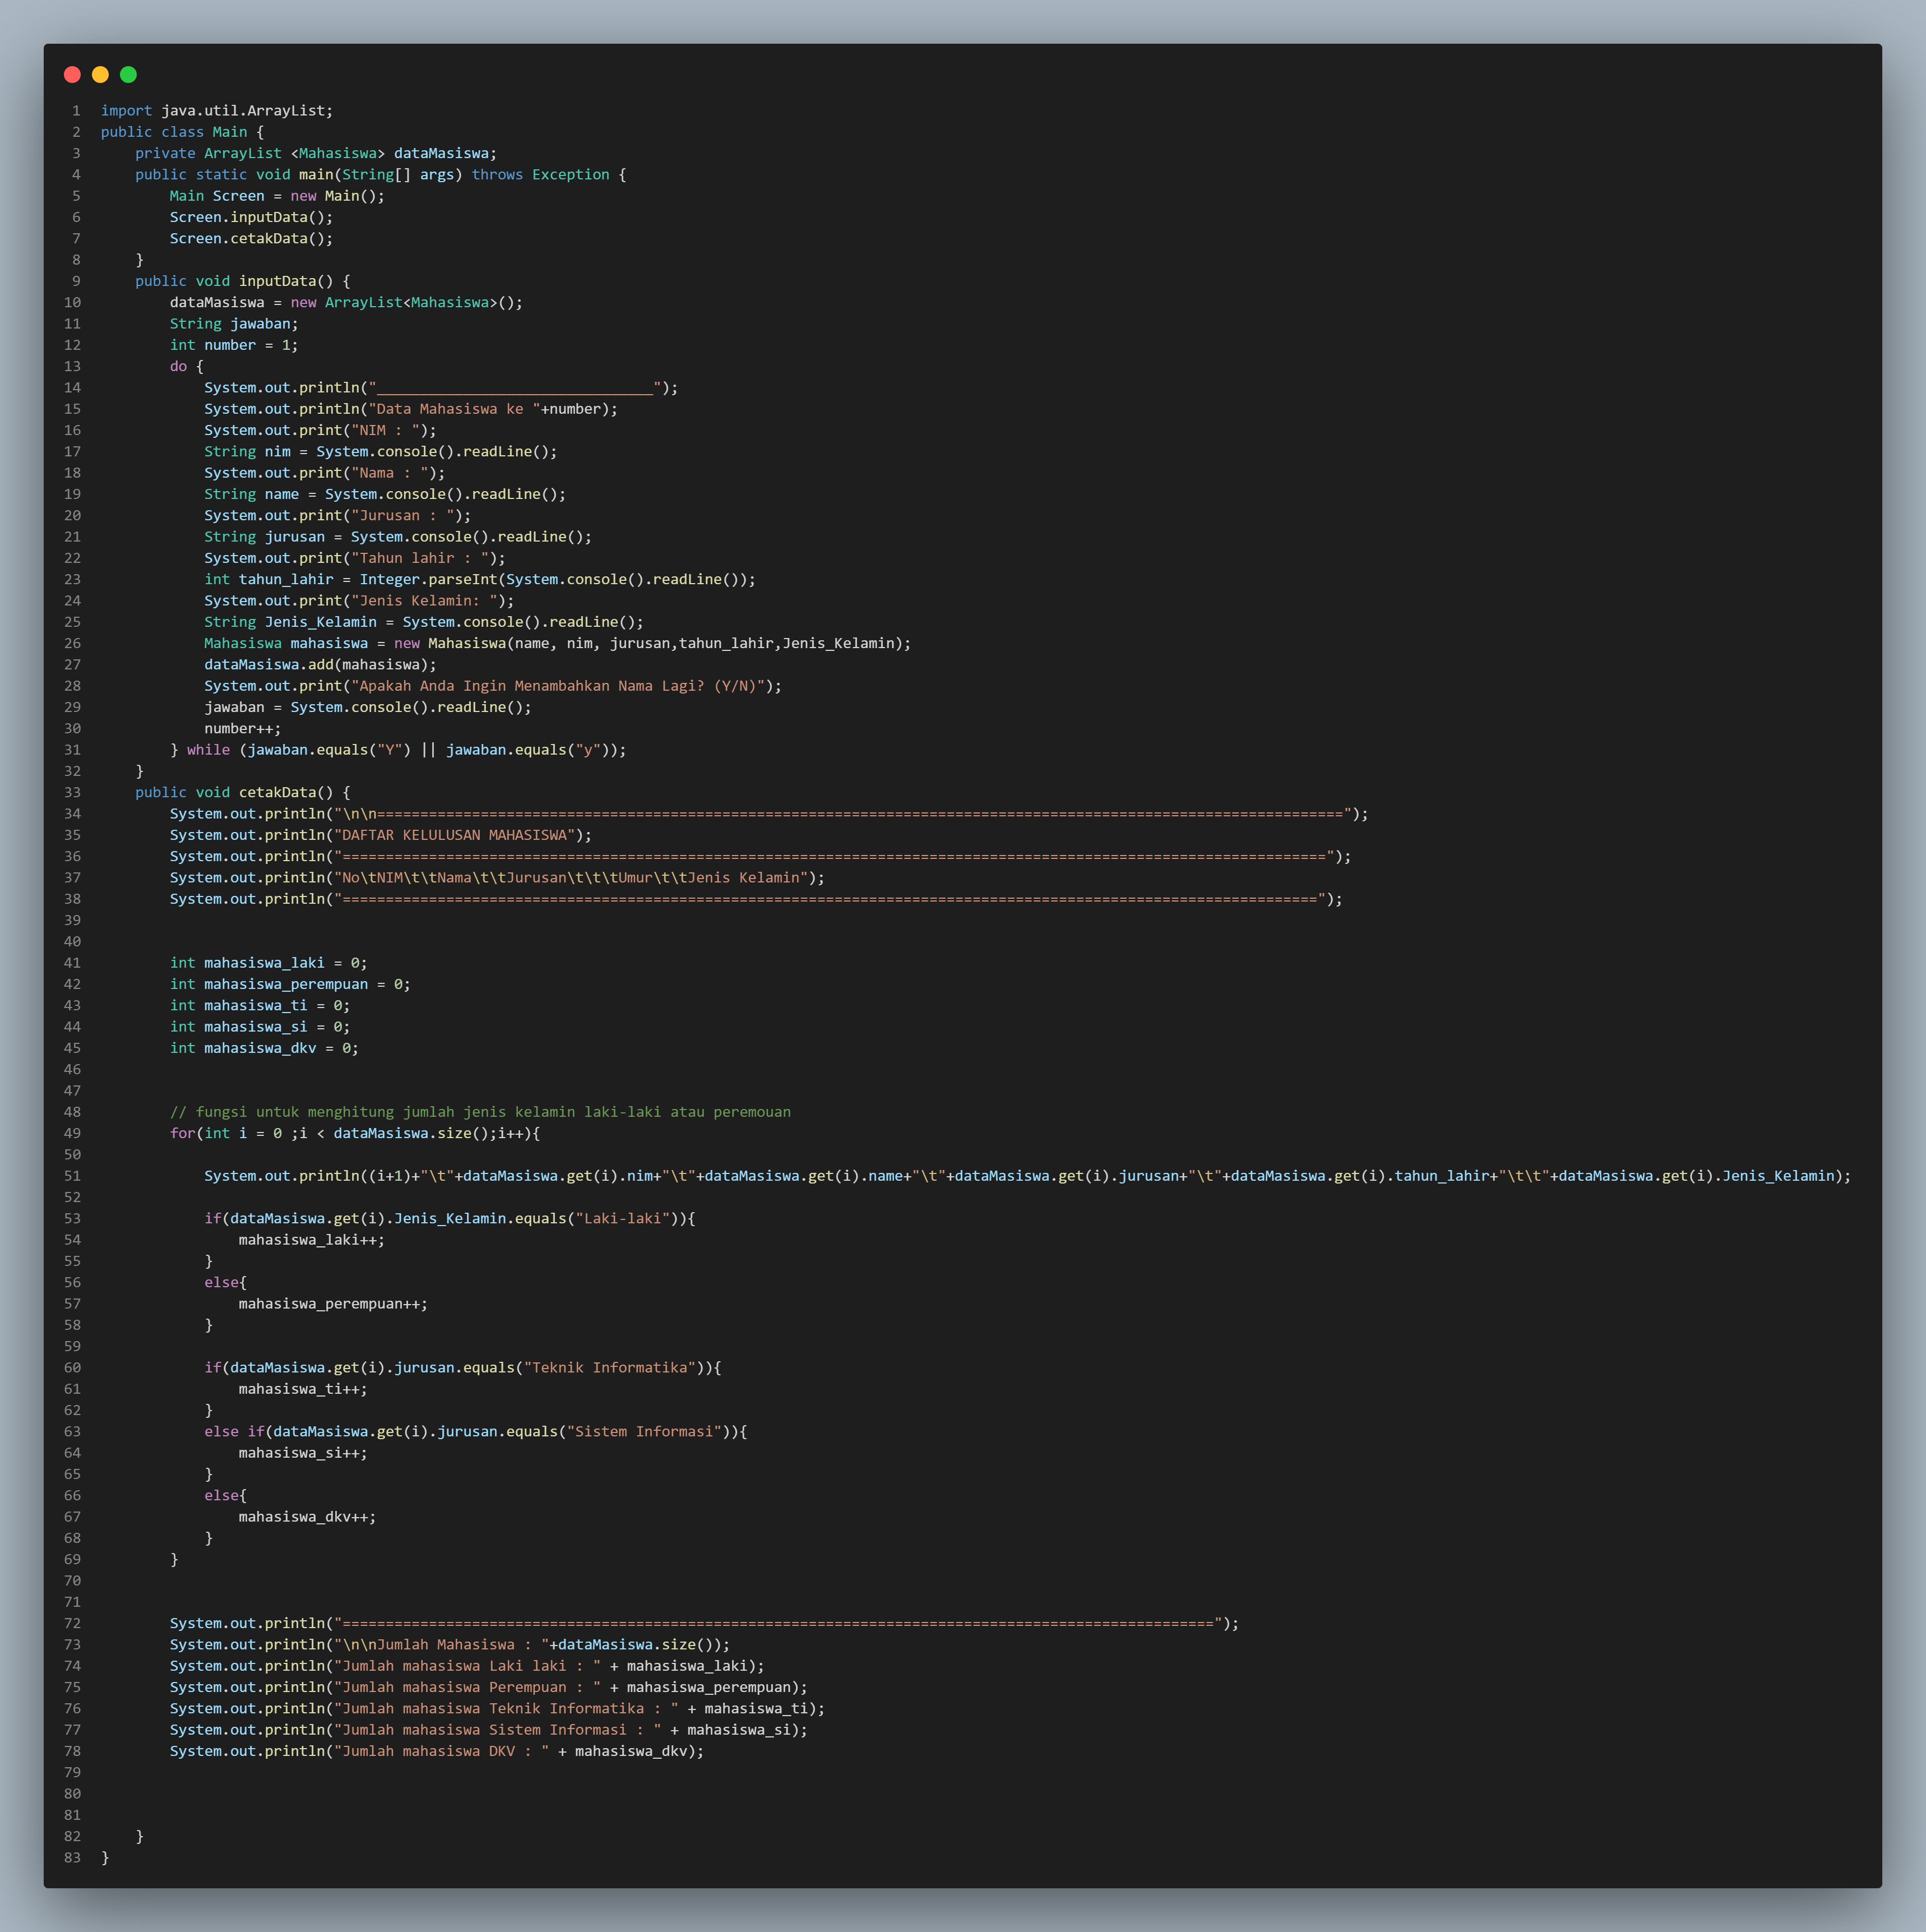 1 import java.util.ArrayList;
2 public class Main {
3     private ArrayList <Mahasiswa> dataMasiswa;
4     public static void main(String[] args) throws Exception {
5         Main Screen = new Main();
6         Screen.inputData();
7         Screen.cetakData();
8     }
9     public void inputData() {
10         dataMasiswa = new ArrayList<Mahasiswa>();
11         String jawaban;
12         int number = 1;
13         do {
14             System.out.println("________________________________");
15             System.out.println("Data Mahasiswa ke "+number);
16             System.out.print("NIM : ");
17             String nim = System.console().readLine();
18             System.out.print("Nama : ");
19             String name = System.console().readLine();
20             System.out.print("Jurusan : ");
21             String jurusan = System.console().readLine();
22             System.out.print("Tahun lahir : ");
23             int tahun_lahir = Integer.parseInt(System.console().readLine());
24             System.out.print("Jenis Kelamin: ");
25             String Jenis_Kelamin = System.console().readLine();
26             Mahasiswa mahasiswa = new Mahasiswa(name, nim, jurusan,tahun_lahir,Jenis_Kelamin);
27             dataMasiswa.add(mahasiswa);
28             System.out.print("Apakah Anda Ingin Menambahkan Nama Lagi? (Y/N)");
29             jawaban = System.console().readLine();
30             number++;
31         } while (jawaban.equals("Y") || jawaban.equals("y"));
32     }
33     public void cetakData() {
34         System.out.println("\n\n================================================================================================================");
35         System.out.println("DAFTAR KELULUSAN MAHASISWA");
36         System.out.println("==================================================================================================================");
37         System.out.println("No\tNIM\t\tNama\t\tJurusan\t\t\tUmur\t\tJenis Kelamin");
38         System.out.println("=================================================================================================================");
39
40
41         int mahasiswa_laki = 0;
42         int mahasiswa_perempuan = 0;
43         int mahasiswa_ti = 0;
44         int mahasiswa_si = 0;
45         int mahasiswa_dkv = 0;
46
47
48         // fungsi untuk menghitung jumlah jenis kelamin laki-laki atau peremouan
49         for(int i = 0 ;i < dataMasiswa.size();i++){
50
51             System.out.println((i+1)+"\t"+dataMasiswa.get(i).nim+"\t"+dataMasiswa.get(i).name+"\t"+dataMasiswa.get(i).jurusan+"\t"+dataMasiswa.get(i).tahun_lahir+"\t\t"+dataMasiswa.get(i).Jenis_Kelamin);
52
53             if(dataMasiswa.get(i).Jenis_Kelamin.equals("Laki-laki")){
54                 mahasiswa_laki++;
55             }
56             else{
57                 mahasiswa_perempuan++;
58             }
59
60             if(dataMasiswa.get(i).jurusan.equals("Teknik Informatika")){
61                 mahasiswa_ti++;
62             }
63             else if(dataMasiswa.get(i).jurusan.equals("Sistem Informasi")){
64                 mahasiswa_si++;
65             }
66             else{
67                 mahasiswa_dkv++;
68             }
69         }
70
71
72         System.out.println("=====================================================================================================");
73         System.out.println("\n\nJumlah Mahasiswa : "+dataMasiswa.size());
74         System.out.println("Jumlah mahasiswa Laki laki : " + mahasiswa_laki);
75         System.out.println("Jumlah mahasiswa Perempuan : " + mahasiswa_perempuan);
76         System.out.println("Jumlah mahasiswa Teknik Informatika : " + mahasiswa_ti);
77         System.out.println("Jumlah mahasiswa Sistem Informasi : " + mahasiswa_si);
78         System.out.println("Jumlah mahasiswa DKV : " + mahasiswa_dkv);
79
80
81
82     }
83 }